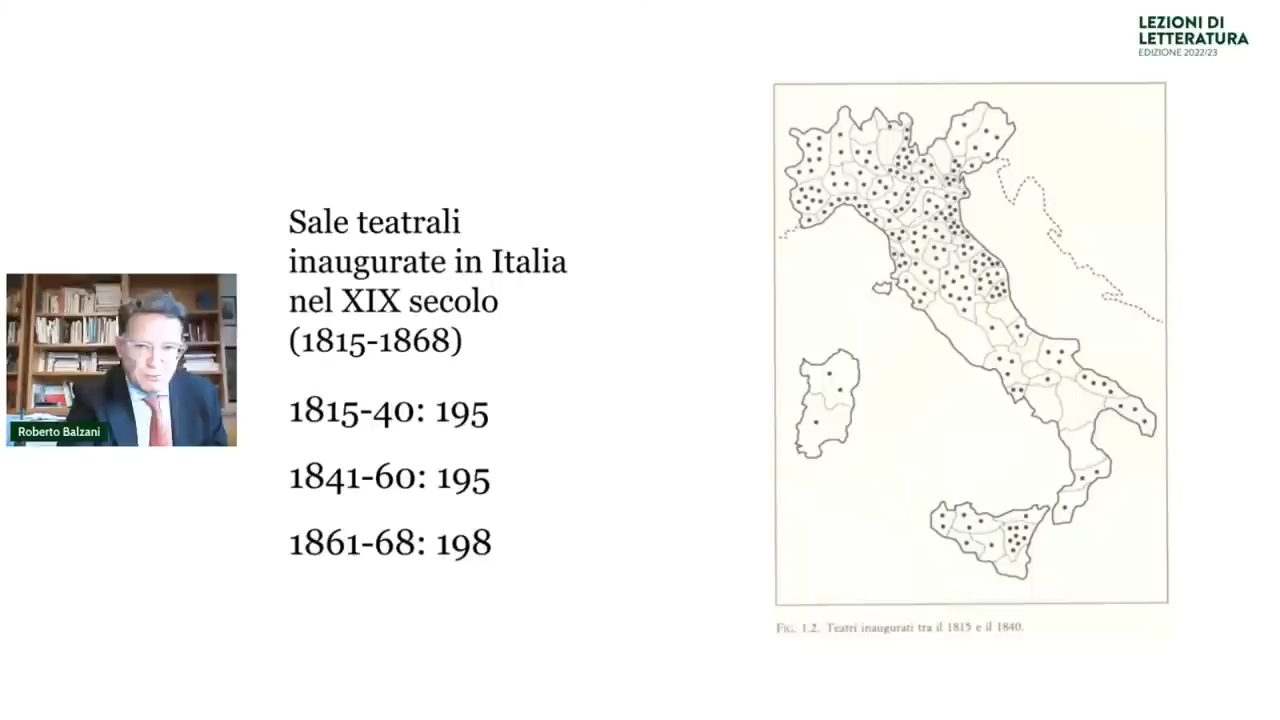 LEZIONI DI
LETTERATURA
EDIZIONE 2022/23
Sale teatrali
inaugurate in Italia
nel XIX secolo
(1815-1868)
1815-40: 195
1841-60: 195
1861-68: 198
Roberto Balzani
FIG. 1.2. Teatri inaugurati tra il 1815 e il 1840.